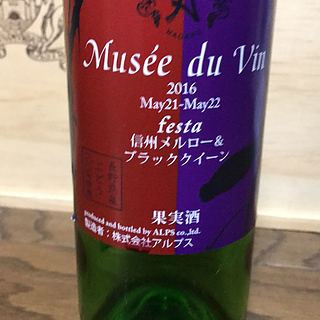 Musée du Vin
2016
May21-May22
festa
信州メルロー&
ブラッククイーン
果実酒
produced and bottled by ALPS co.,ltd.
製造者：株式会社アルプス